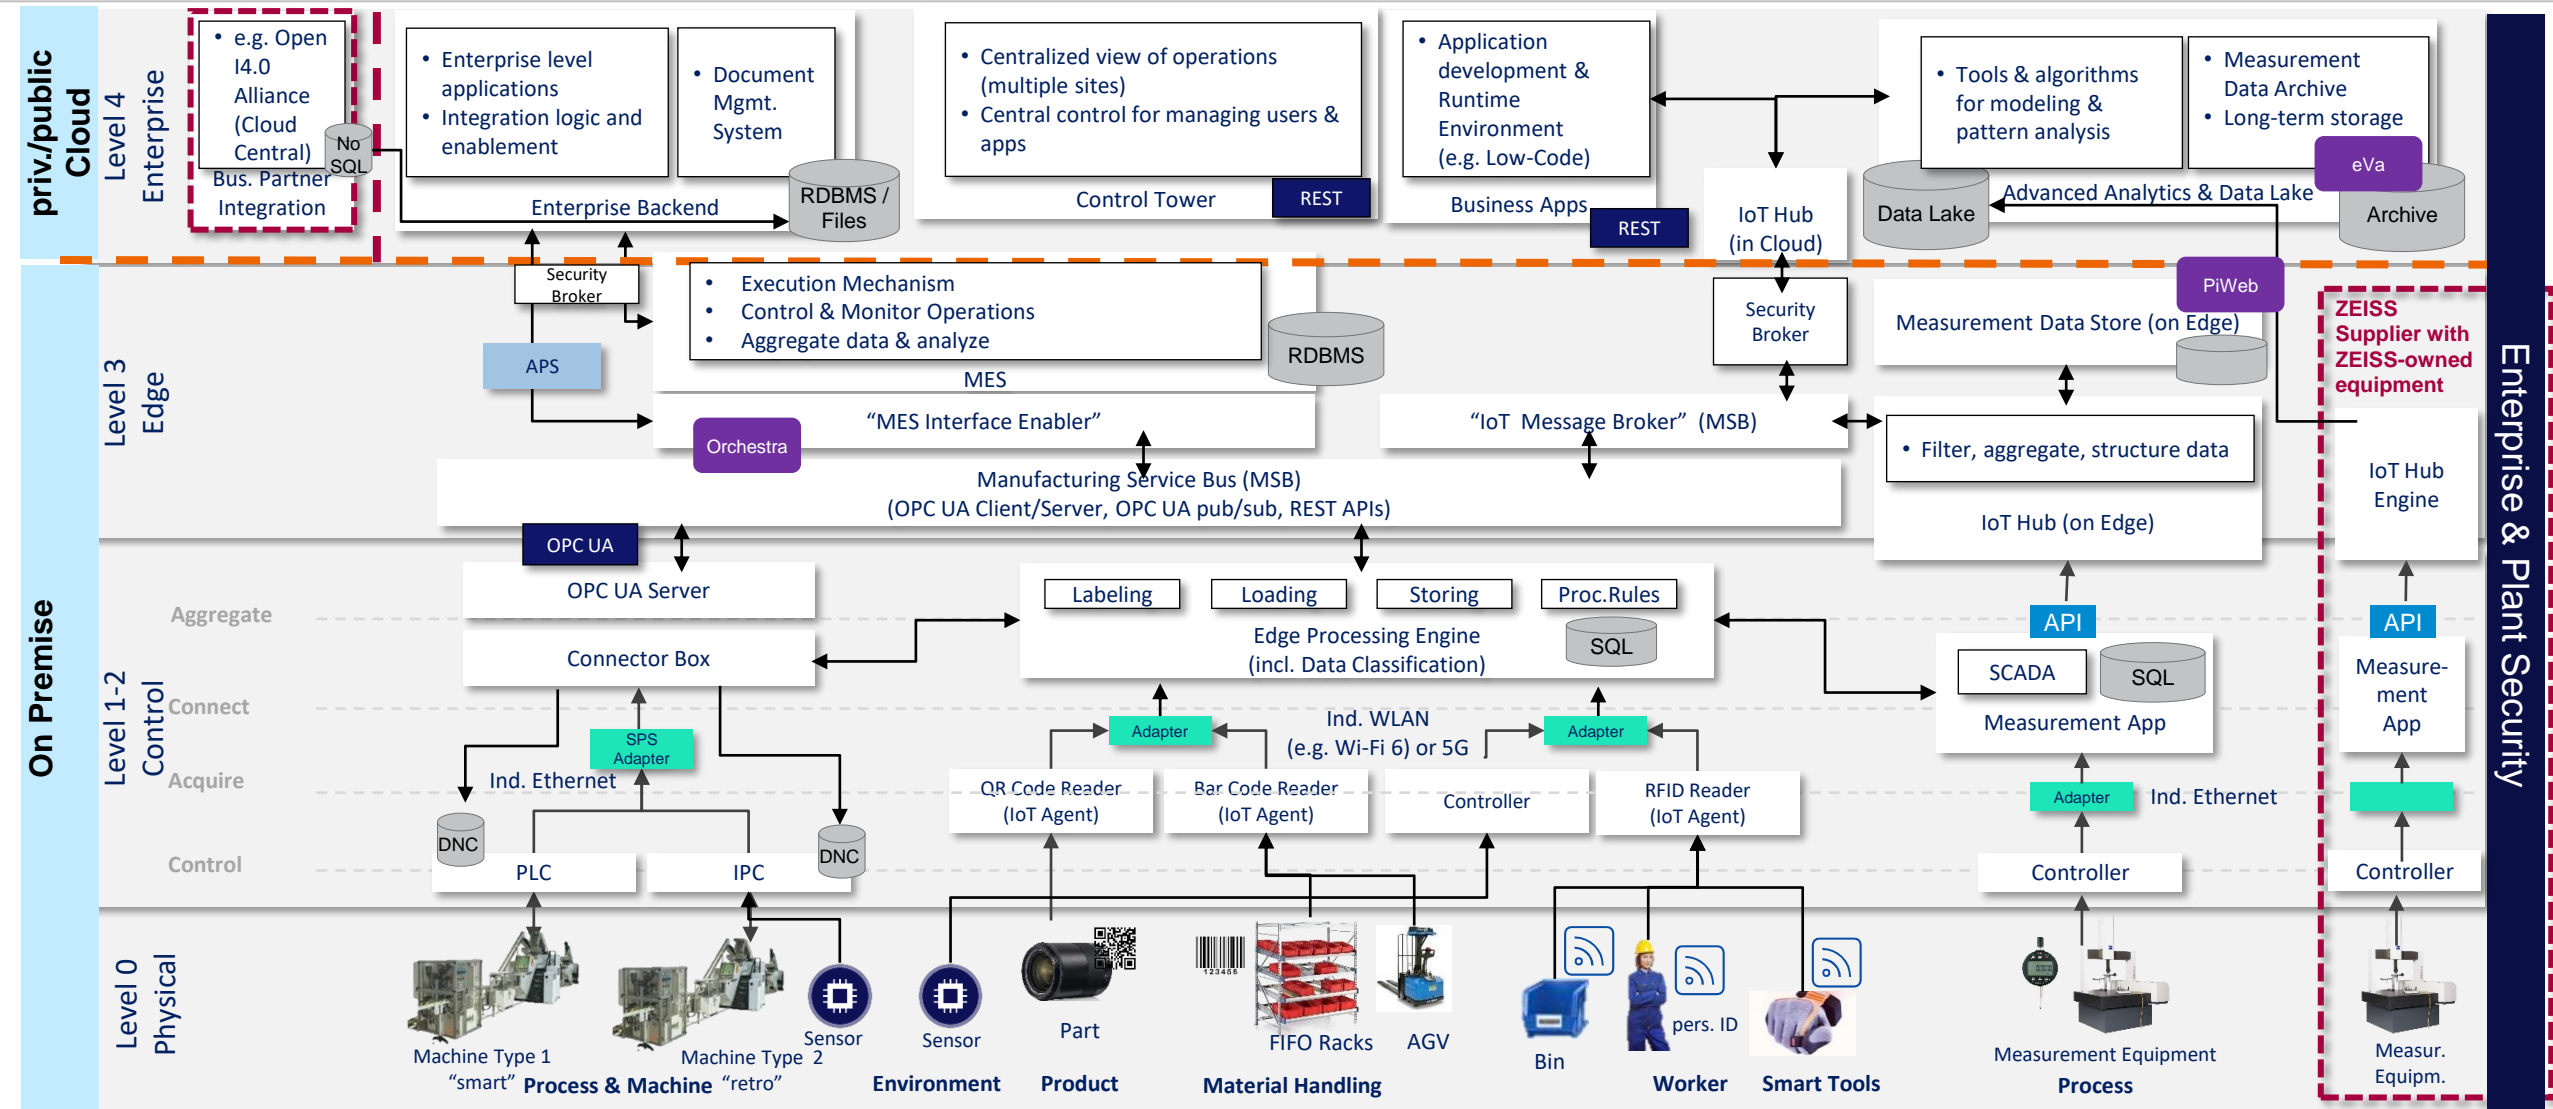 priv./public
Cloud
Level 4
Enterprise
• e.g. Open
I4.0
Alliance
(Cloud
Central)
No
SQL
Bus. Partner
Integration
• Enterprise level
applications
• Integration logic and
enablement
• Document
Mgmt.
System
Enterprise Backend
RDBMS /
Files
• Centralized view of operations
(multiple sites)
• Central control for managing users &
apps
Control Tower
REST
• Application
development &
Runtime
Environment
(e.g. Low-Code)
Business Apps
REST
IoT Hub
(in Cloud)
• Tools & algorithms
for modeling &
pattern analysis
• Measurement
Data Archive
• Long-term storage
eVa
Data Lake
Advanced Analytics & Data Lake
Archive
On Premise
Level 3
Edge
Security
Broker
APS
• Execution Mechanism
• Control & Monitor Operations
• Aggregate data & analyze
MES
RDBMS
"MES Interface Enabler"
Orchestra
Security
Broker
"IoT Message Broker" (MSB)
Manufacturing Service Bus (MSB)
(OPC UA Client/Server, OPC UA pub/sub, REST APIs)
PiWeb
Measurement Data Store (on Edge)
• Filter, aggregate, structure data
IoT Hub (on Edge)
ZEISS
Supplier with
ZEISS-owned
equipment
IoT Hub
Engine
Enterprise & Plant Security
Level 1-2
Control
Aggregate
Connect
Acquire
Control
OPC UA
OPC UA Server
Connector Box
SPS
Adapter
Ind. Ethernet
DNC
DNC
PLC
IPC
Labeling
Loading
Storing
Proc.Rules
Edge Processing Engine
(incl. Data Classification)
SQL
Adapter
Ind. WLAN
(e.g. Wi-Fi 6) or 5G
Adapter
QR Code Reader
(IoT Agent)
Bar Code Reader
(IoT Agent)
Controller
RFID Reader
(IoT Agent)
API
SCADA
SQL
Measurement App
Adapter
Ind. Ethernet
Controller
API
Measure-
ment
App
Controller
Level 0
Physical
Machine Type 1
"smart"
Machine Type 2
"retro"
Process & Machine
Sensor
Sensor
Environment
Part
Product
123456
FIFO Racks
AGV
Material Handling
Bin
pers. ID
Worker
Smart Tools
Measurement Equipment
Process
Measur.
Equipm.